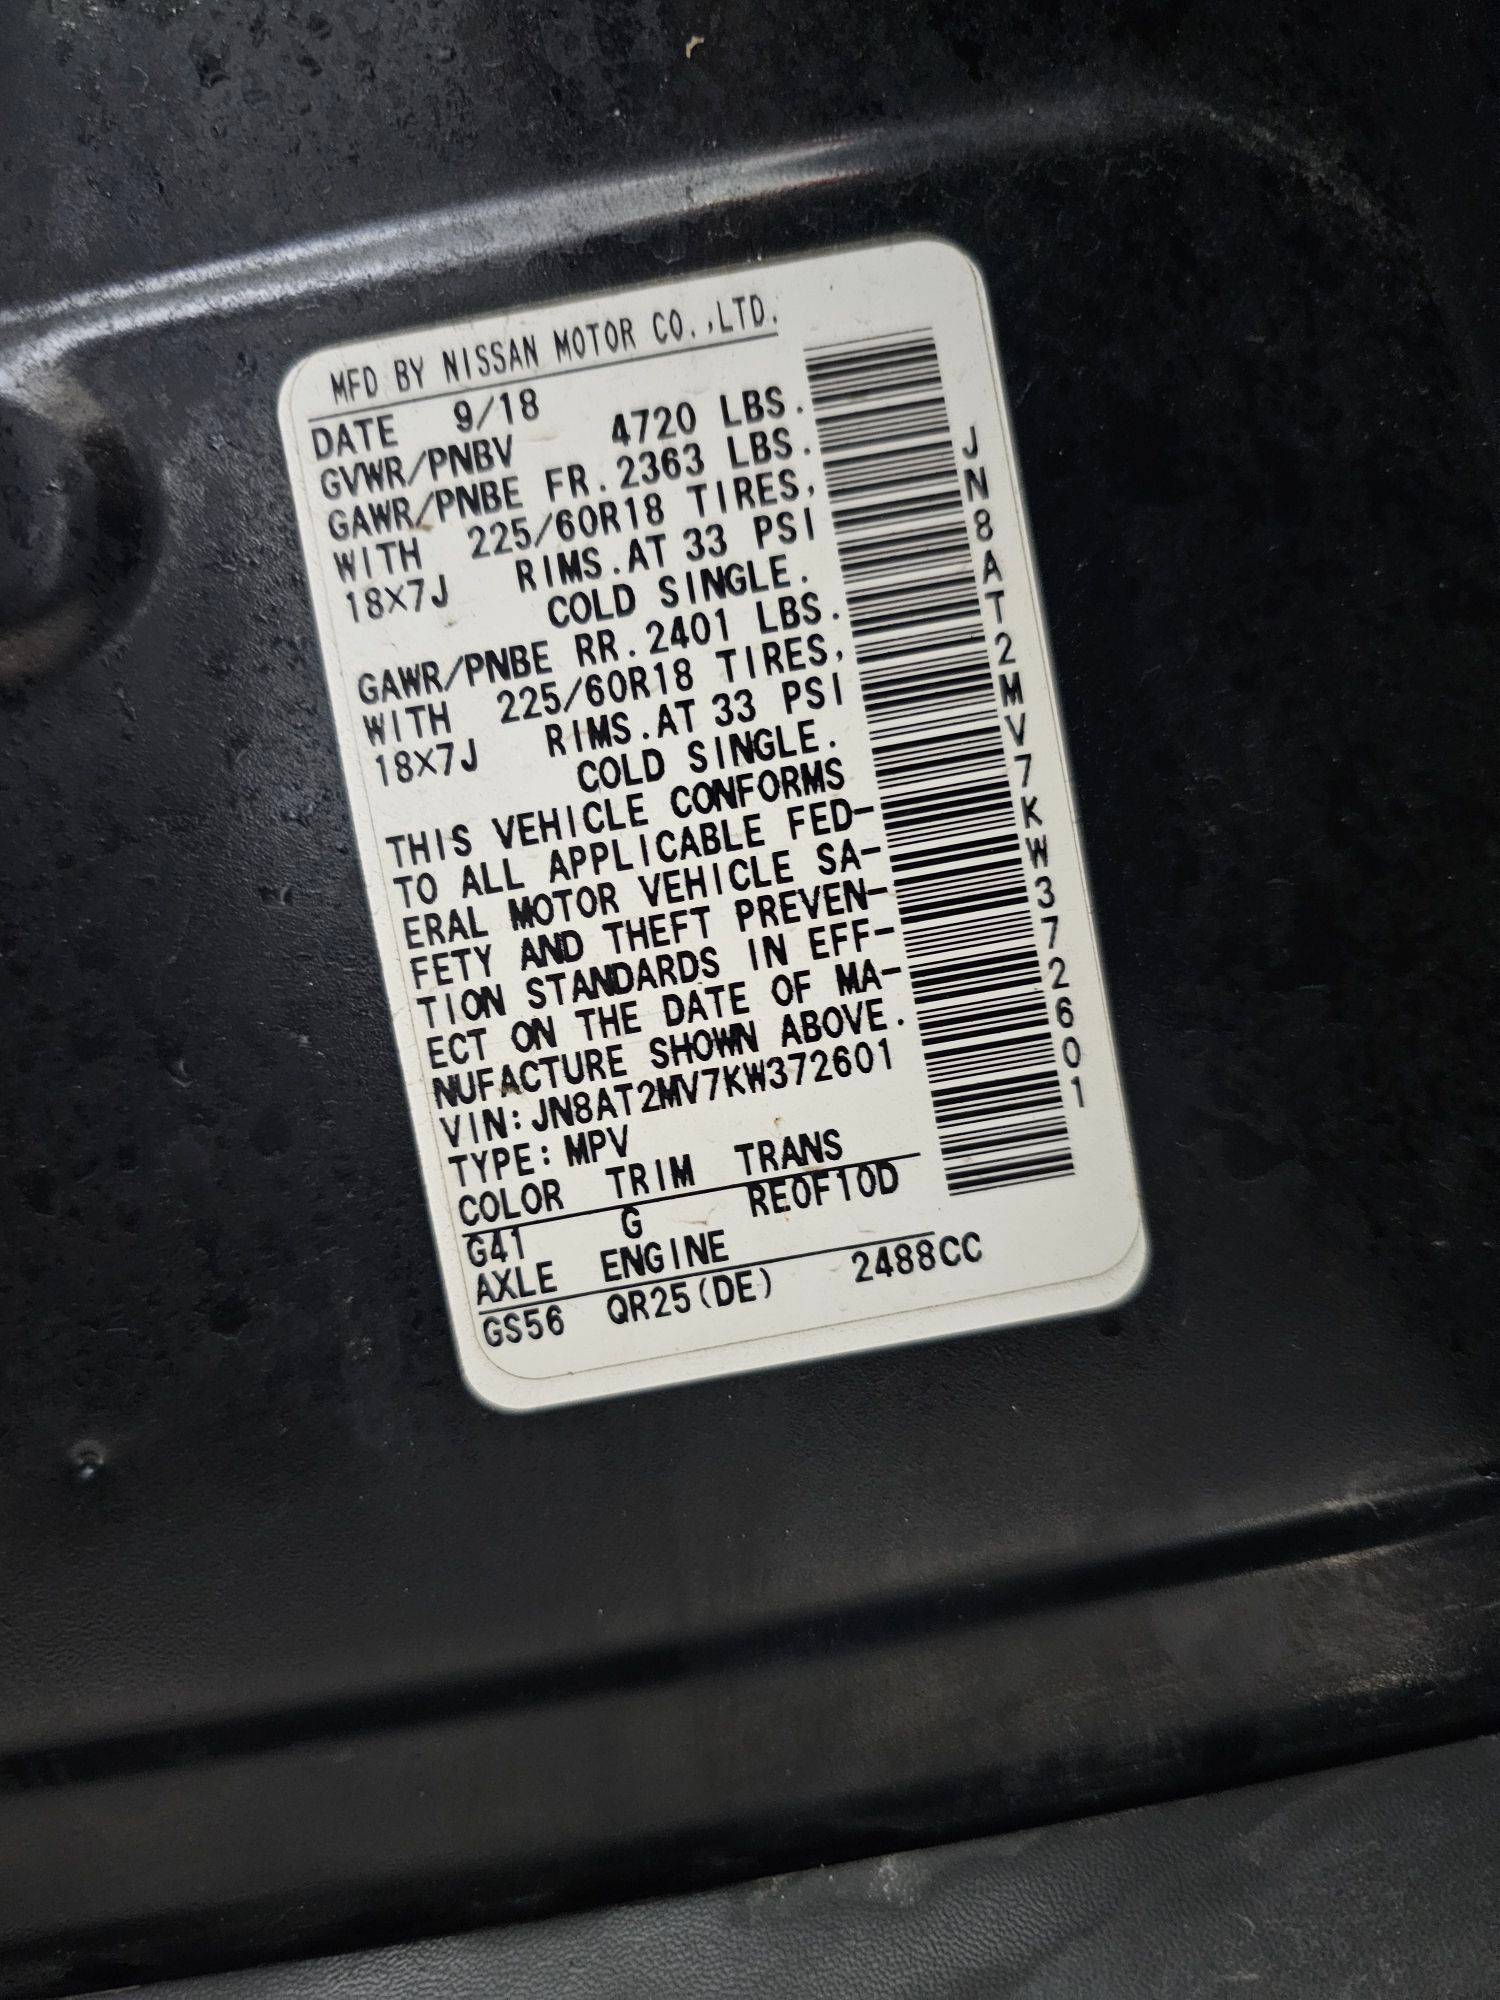 MFD BY NISSAN MOTOR CO.,LTD.
DATE 9/18
GVWR/PNBV 4720 LBS.
GAWR/PNBE FR.2363 LBS.
WITH 225/60R18 TIRES,
18X7J RIMS.AT 33 PSI
COLD SINGLE.
GAWR/PNBE RR.2401 LBS.
WITH 225/60R18 TIRES,
18X7J RIMS.AT 33 PSI
COLD SINGLE.
THIS VEHICLE CONFORMS
TO ALL APPLICABLE FED-
ERAL MOTOR VEHICLE SA-
FETY AND THEFT PREVEN-
TION STANDARDS IN EFF-
ECT ON THE DATE OF MA-
NUFACTURE SHOWN ABOVE.
VIN:JN8AT2MV7KW372601
TYPE:MPV
COLOR TRIM TRANS
G41 G RE0F10D
AXLE ENGINE
GS56 QR25(DE) 2488CC
JN8AT2MV7KW372601